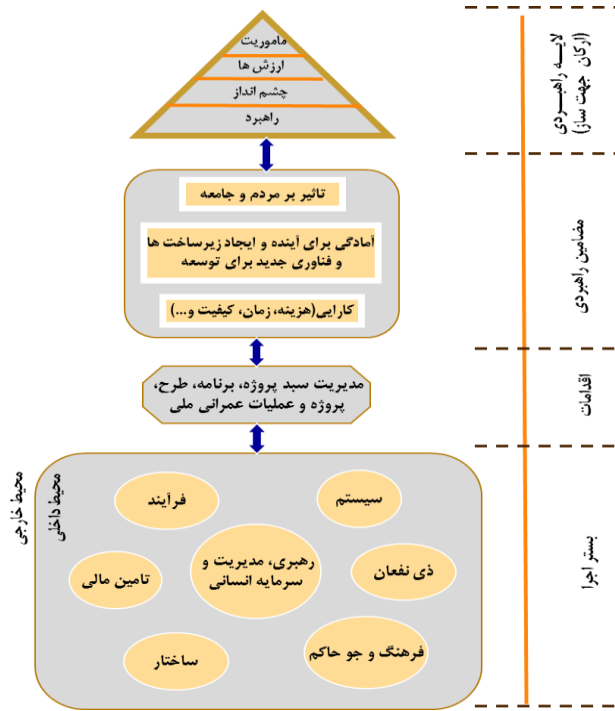 ماموریت
ارزش ها
چشم انداز
راهبرد
لایـه راهبــردی
(ارکان جهت ساز)
تاثیر بر مردم و جامعه
آمادگی برای آینده و ایجاد زیرساخت ها
و فناوری جدید برای توسعه
کارایی(هزینه، زمان، کیفیت و...)
مضامین راهبردی
مدیریت سبد پروژه، برنامه، طرح،
پروژه و عملیات عمرانی ملی
اقدامات
سیستم
فرآیند
رهبری، مدیریت و
سرمایه انسانی
ذی نفعان
تامین مالی
فرهنگ و جو حاکم
ساختار
محیط داخلی
محیط خارجی
بستر اجرا